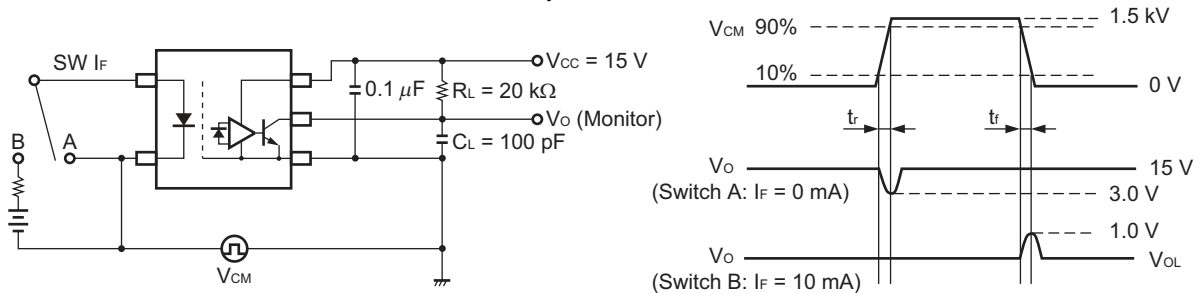 SW IF
B
A
VCC = 15 V
0.1 μF
RL = 20 kΩ
VO (Monitor)
CL = 100 pF
VCM
VCM 90%
10%
1.5 kV
0 V
tr
tf
VO
(Switch A: IF = 0 mA)
15 V
3.0 V
1.0 V
VO
(Switch B: IF = 10 mA)
VOL